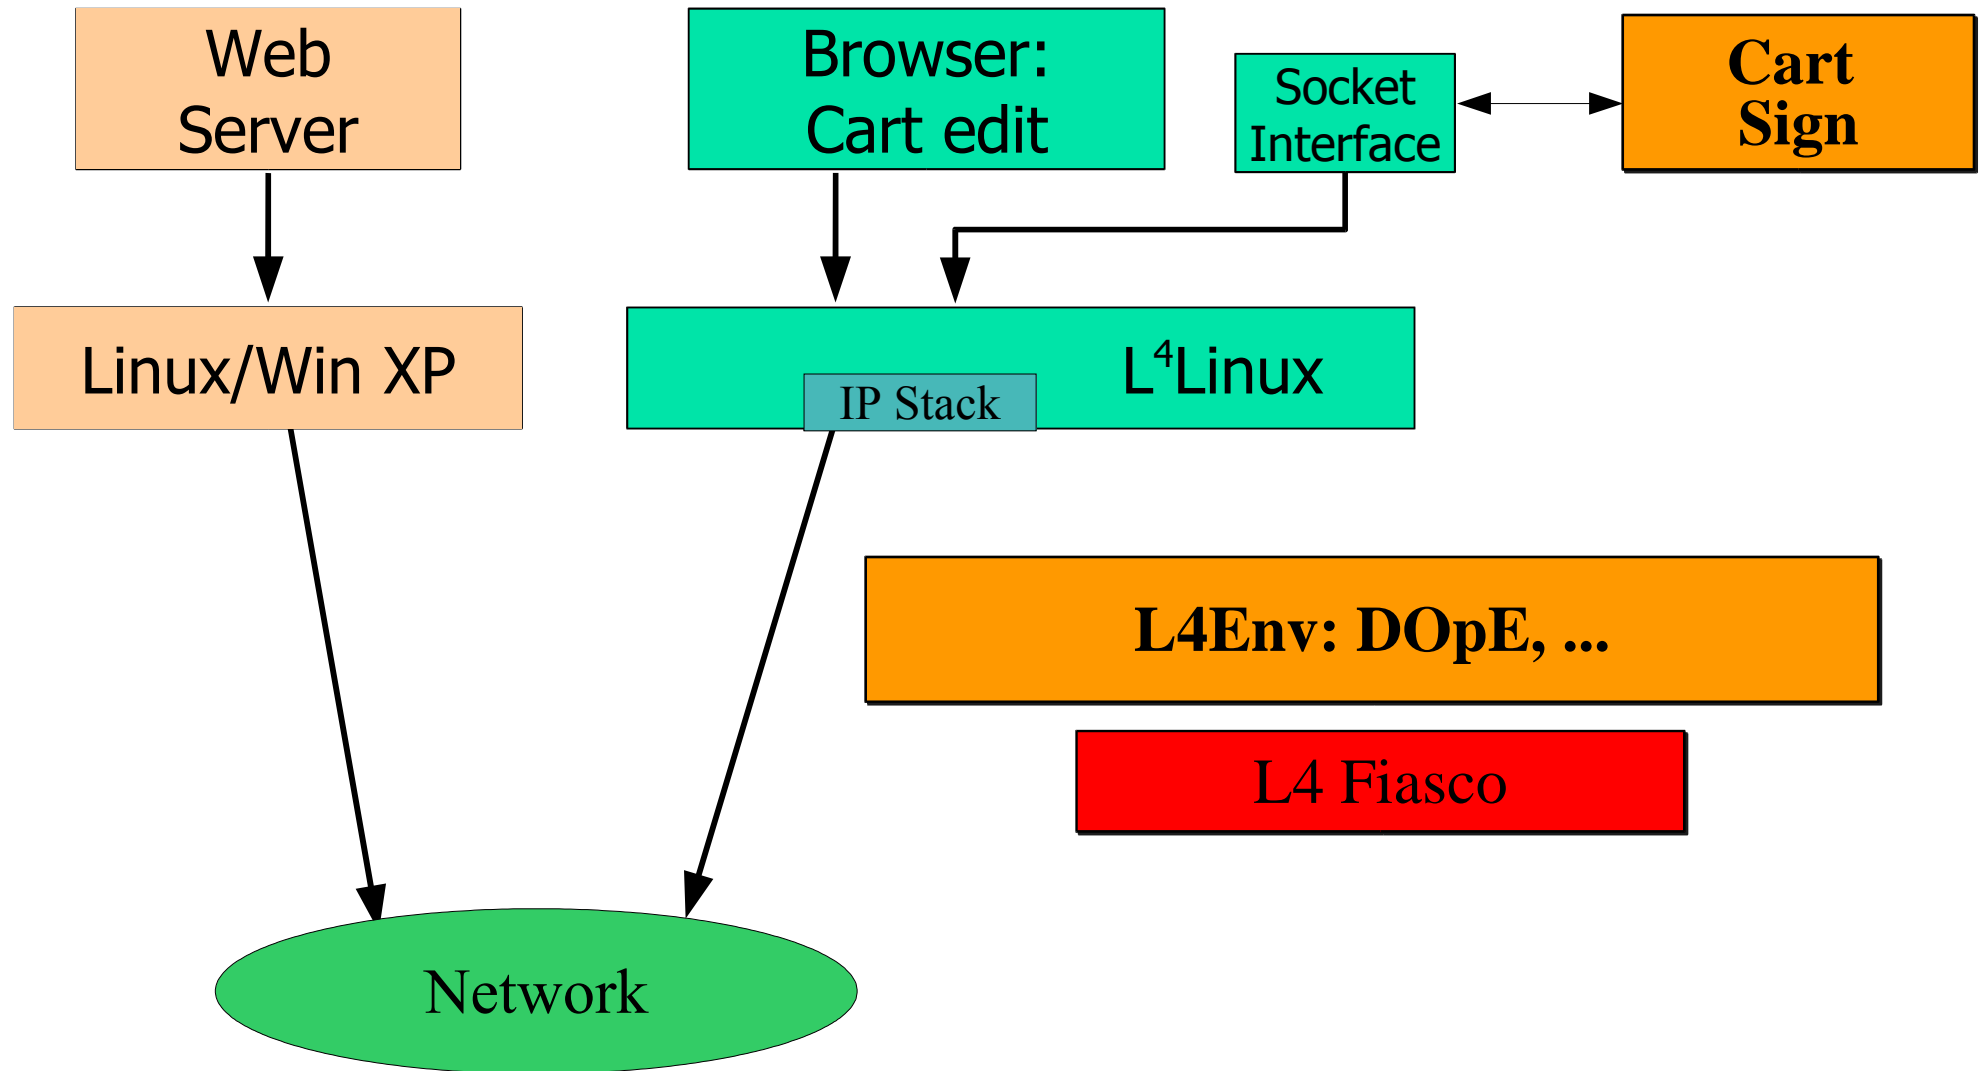 Web
Server
Browser:
Cart edit
Socket
Interface
Cart
Sign
Linux/Win XP
L⁴Linux
IP Stack
L4Env: DOpE, ...
L4 Fiasco
Network